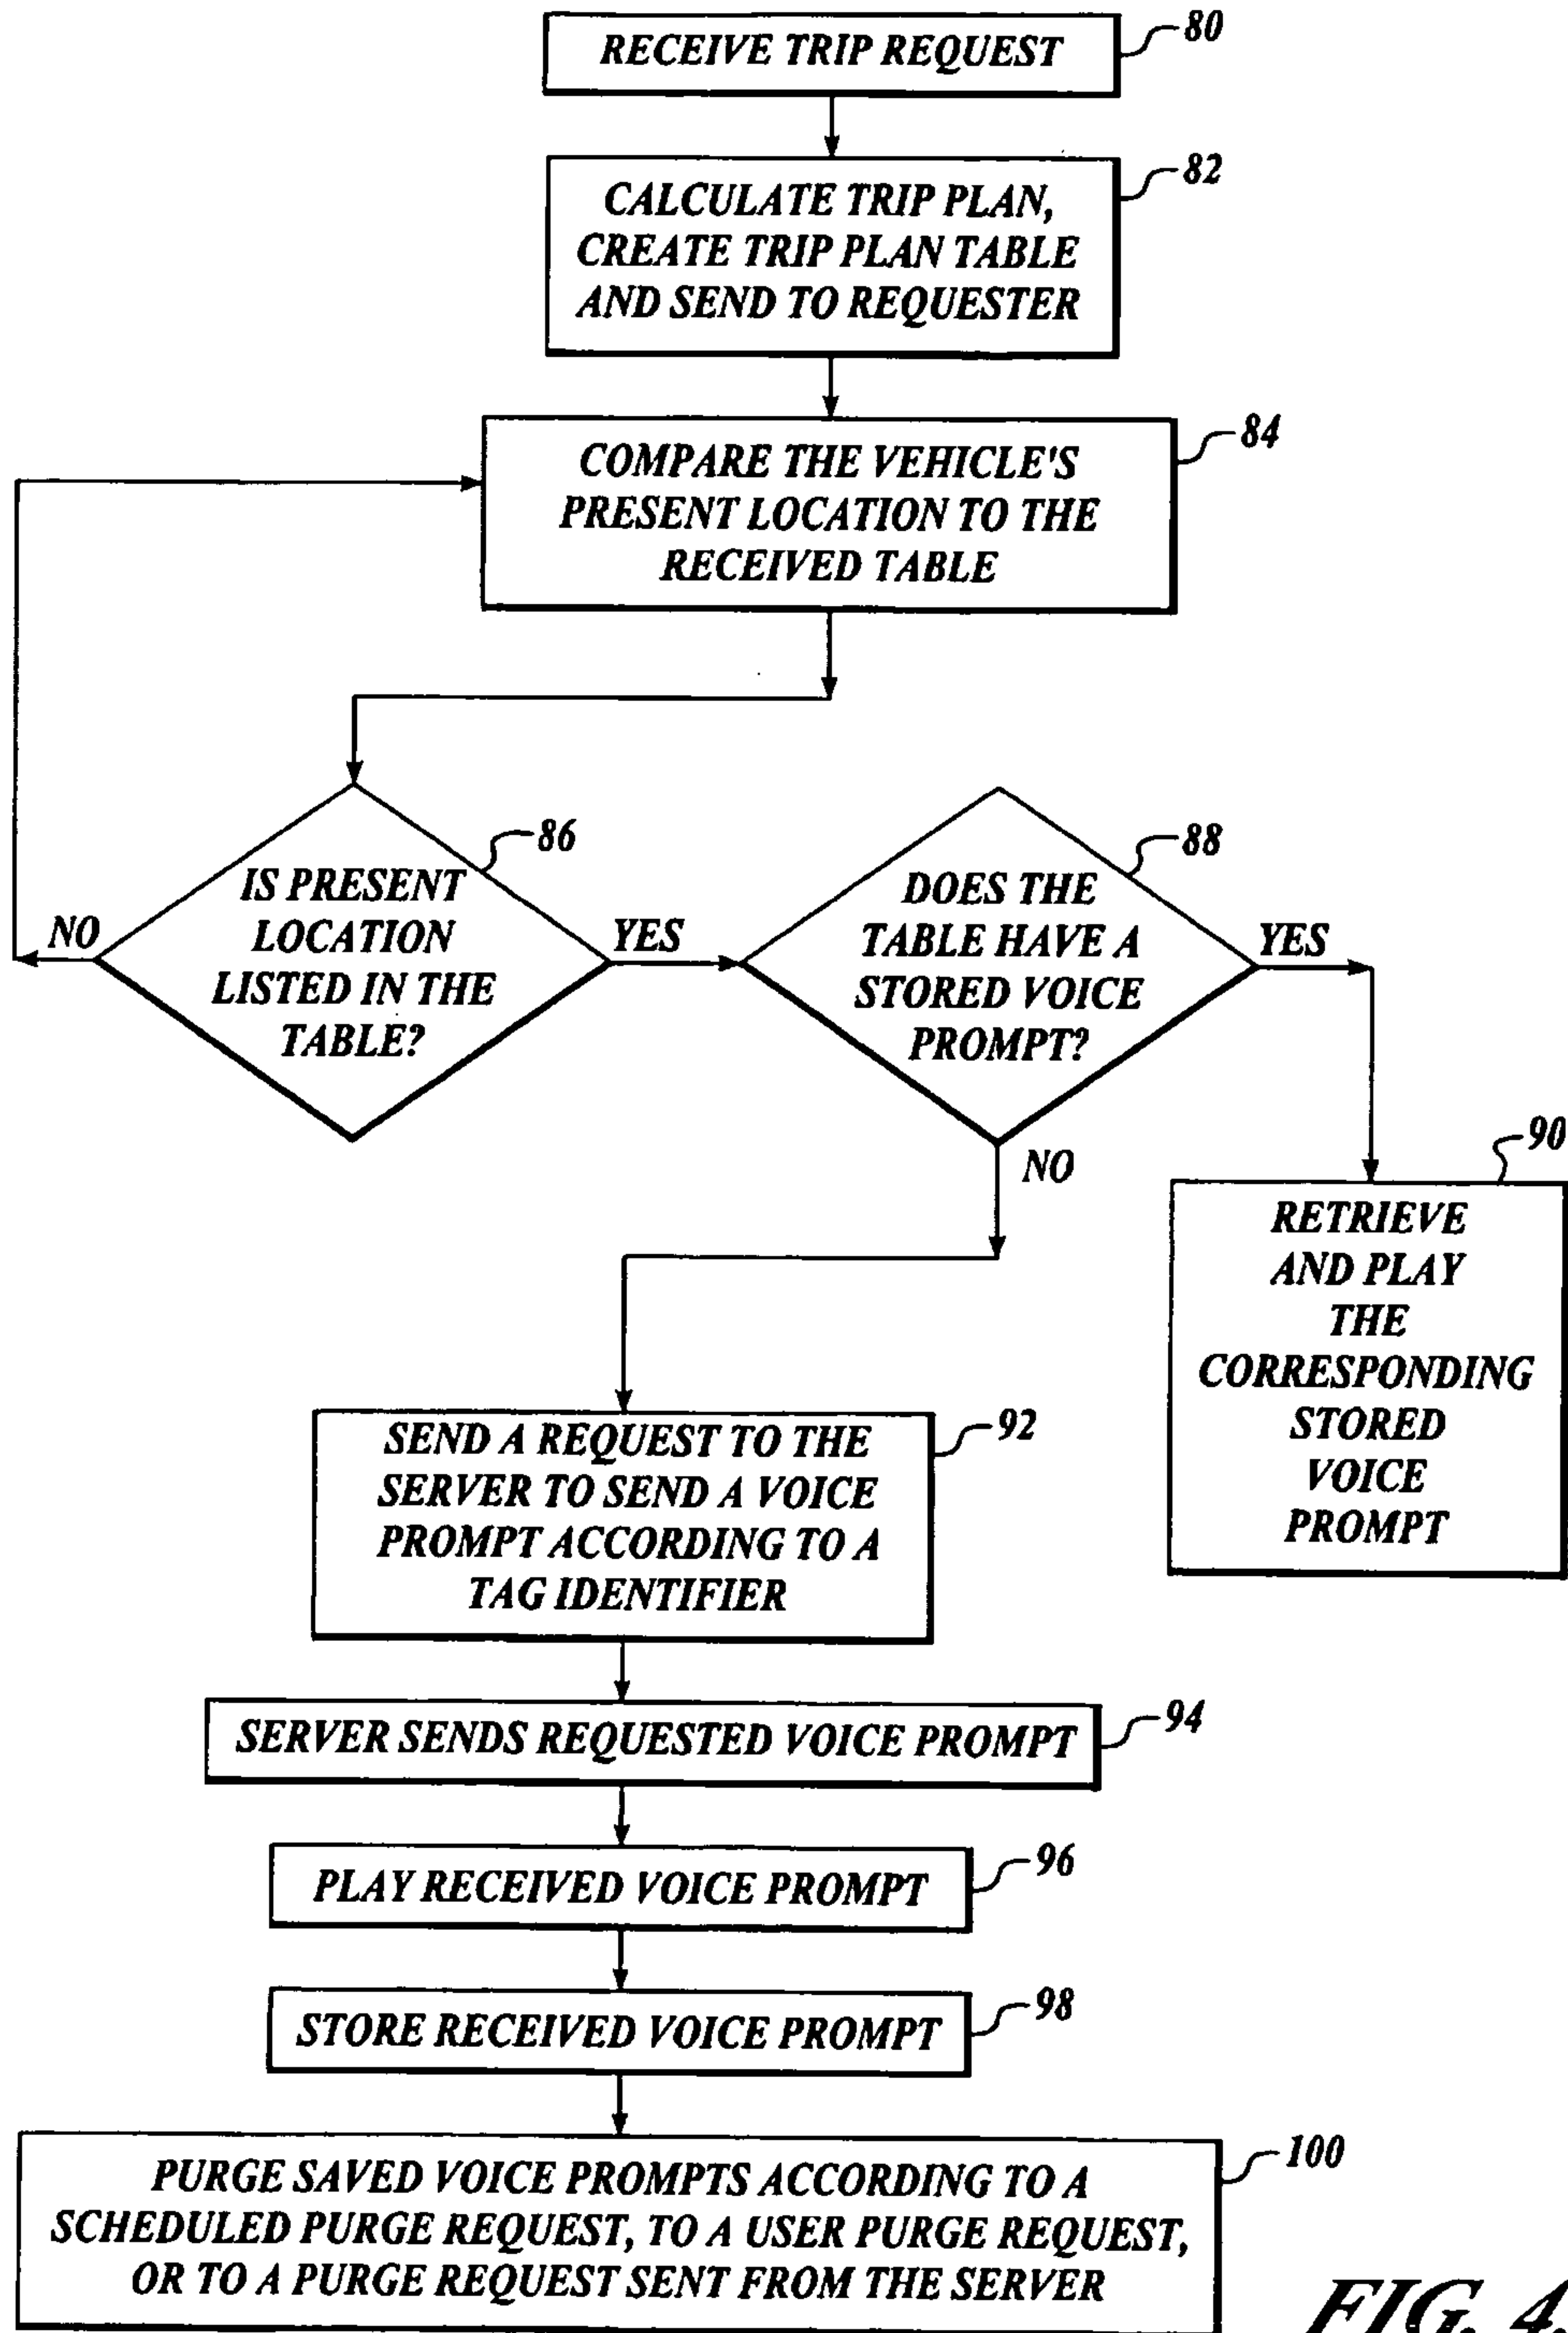 RECEIVE TRIP REQUEST
80
CALCULATE TRIP PLAN,
CREATE TRIP PLAN TABLE
AND SEND TO REQUESTER
82
COMPARE THE VEHICLE'S
PRESENT LOCATION TO THE
RECEIVED TABLE
84
IS PRESENT
LOCATION
LISTED IN THE
TABLE?
86
NO
YES
DOES THE
TABLE HAVE A
STORED VOICE
PROMPT?
88
YES
NO
RETRIEVE
AND PLAY
THE
CORRESPONDING
STORED
VOICE
PROMPT
90
SEND A REQUEST TO THE
SERVER TO SEND A VOICE
PROMPT ACCORDING TO A
TAG IDENTIFIER
92
SERVER SENDS REQUESTED VOICE PROMPT
94
PLAY RECEIVED VOICE PROMPT
96
STORE RECEIVED VOICE PROMPT
98
PURGE SAVED VOICE PROMPTS ACCORDING TO A
SCHEDULED PURGE REQUEST, TO A USER PURGE REQUEST,
OR TO A PURGE REQUEST SENT FROM THE SERVER
100
FIG. 4.